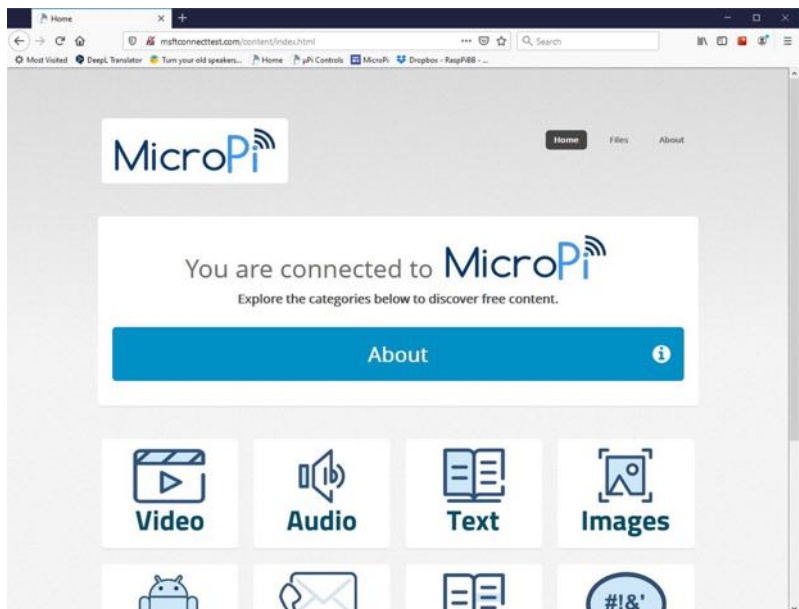 Home
msftconnecttest.com/content/index.html
Search
Most Visited DeepL Translator Turn your old speakers... Home µPi Controls MicroPi Dropbox - RaspPiBB - ...
MicroPi
Home Files About
You are connected to MicroPi
Explore the categories below to discover free content.
About
Video Audio Text Images
#!&'